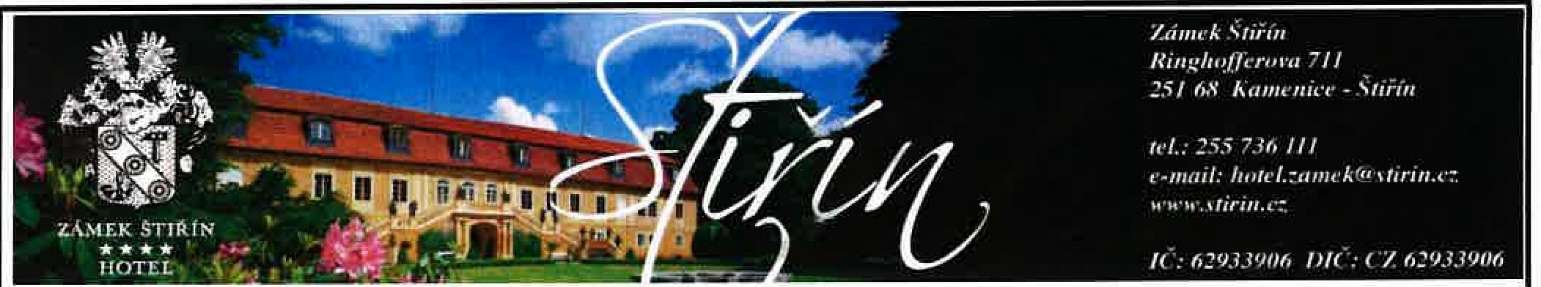 ZÁMEK ŠTIŘÍN
★★★★
HOTEL
Štiřín
Zámek Štiřín
Ringhofferova 711
251 68 Kamenice - Štiřín
tel.: 255 736 111
e-mail: hotel.zamek@stirin.cz
www.stirin.cz
IČ: 62933906 DIČ: CZ 62933906